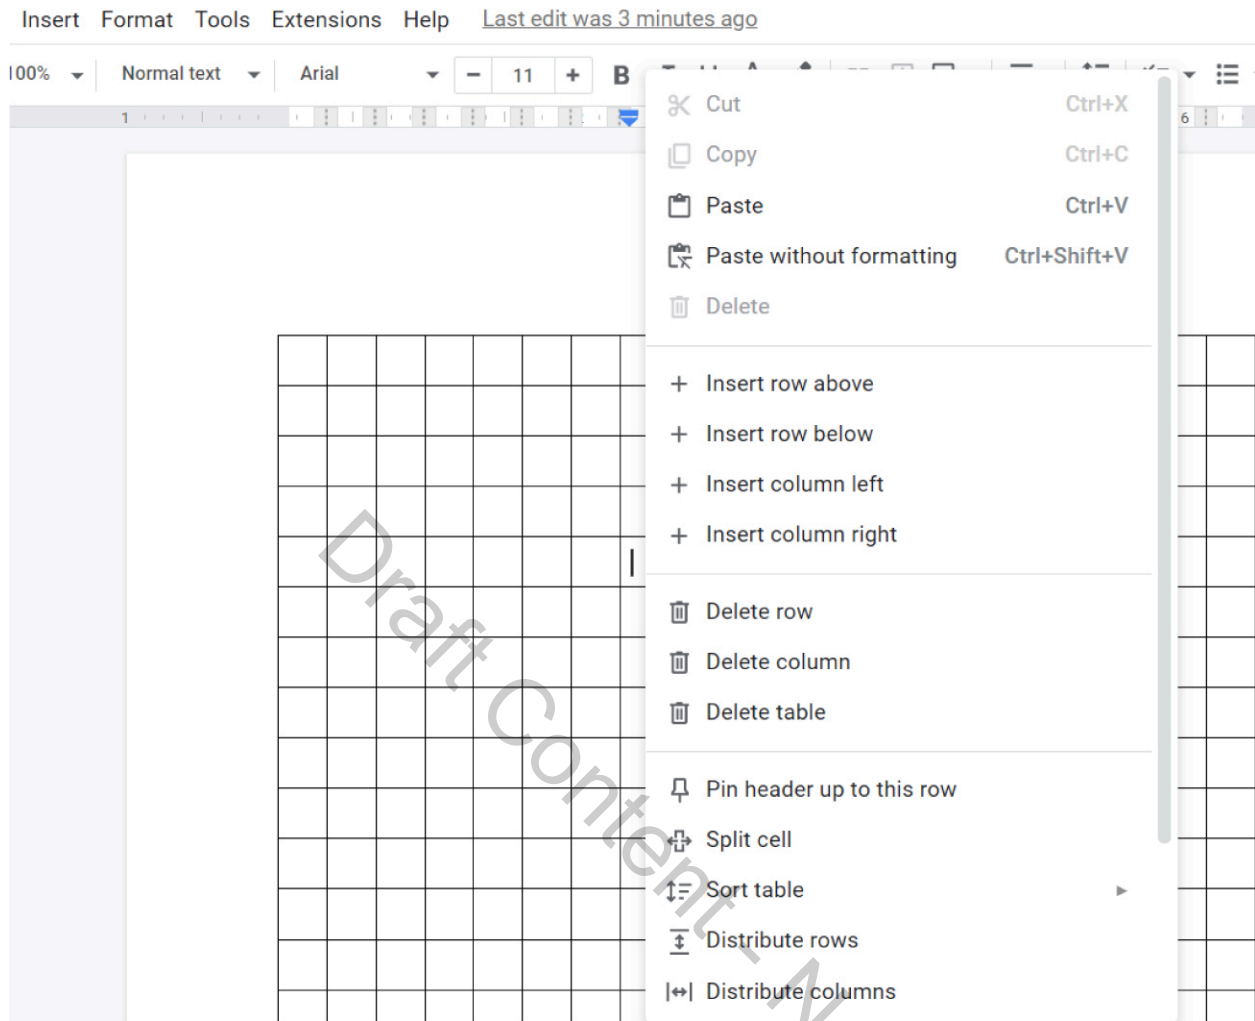 Insert Format Tools Extensions Help Last edit was 3 minutes ago
100% Normal text Arial − 11 + B
1 6
Cut Ctrl+X
Copy Ctrl+C
Paste Ctrl+V
Paste without formatting Ctrl+Shift+V
Delete
Insert row above
Insert row below
Insert column left
Insert column right
Delete row
Delete column
Delete table
Pin header up to this row
Split cell
Sort table
Distribute rows
Distribute columns
Draft Content - N